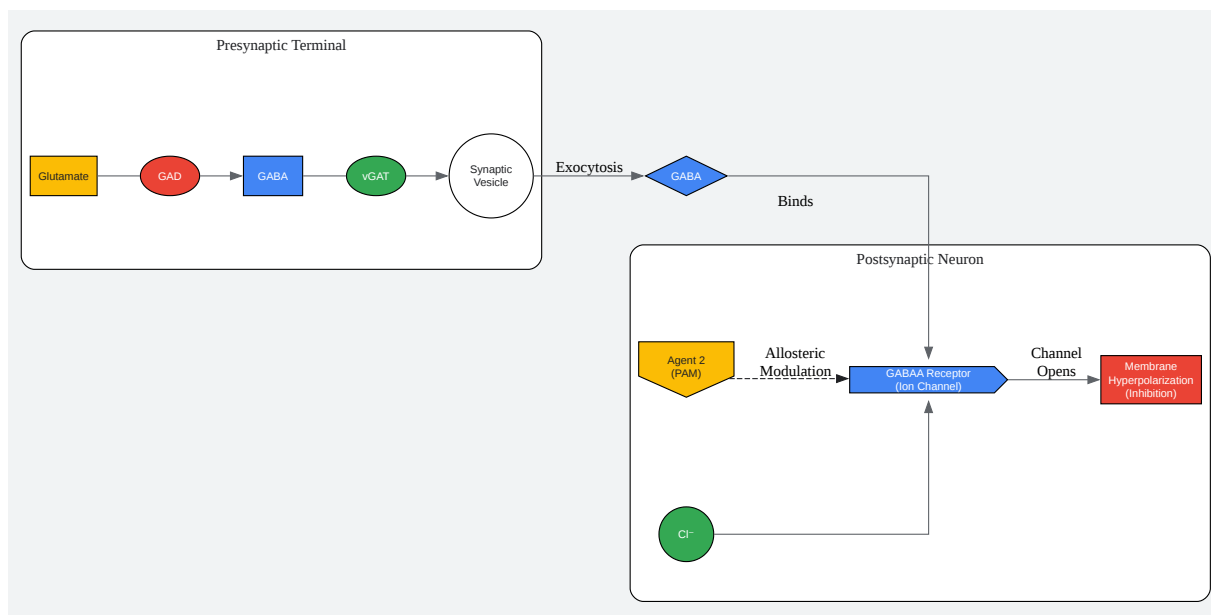 Presynaptic Terminal
Glutamate
GAD
GABA
vGAT
Synaptic
Vesicle
Exocytosis
GABA
Binds
Postsynaptic Neuron
Agent 2
(PAM)
Allosteric
Modulation
GABAA Receptor
(Ion Channel)
Channel
Opens
Membrane
Hyperpolarization
(Inhibition)
Cl⁻